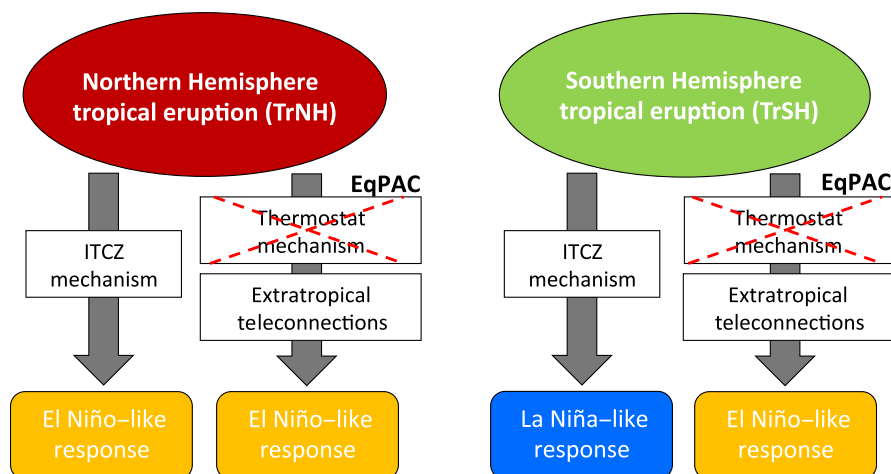 Northern Hemisphere
tropical eruption (TrNH)
EqPAC
Thermostat
mechanism
ITCZ
mechanism
Extratropical
teleconnections
El Niño–like
response
El Niño–like
response
Southern Hemisphere
tropical eruption (TrSH)
EqPAC
Thermostat
mechanism
ITCZ
mechanism
Extratropical
teleconnections
La Niña–like
response
El Niño–like
response